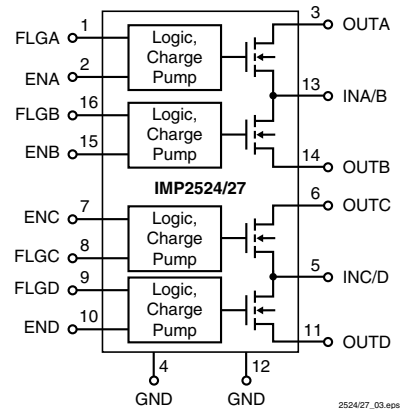 3 OUTA
FLGA 1
Logic,
Charge
Pump
ENA 2
13 INA/B
FLGB 16
Logic,
Charge
Pump
ENB 15
14 OUTB
IMP2524/27
6 OUTC
ENC 7
Logic,
Charge
Pump
FLGC 8
5 INC/D
FLGD 9
Logic,
Charge
Pump
END 10
11 OUTD
4 12
GND GND
2524/27_03.eps